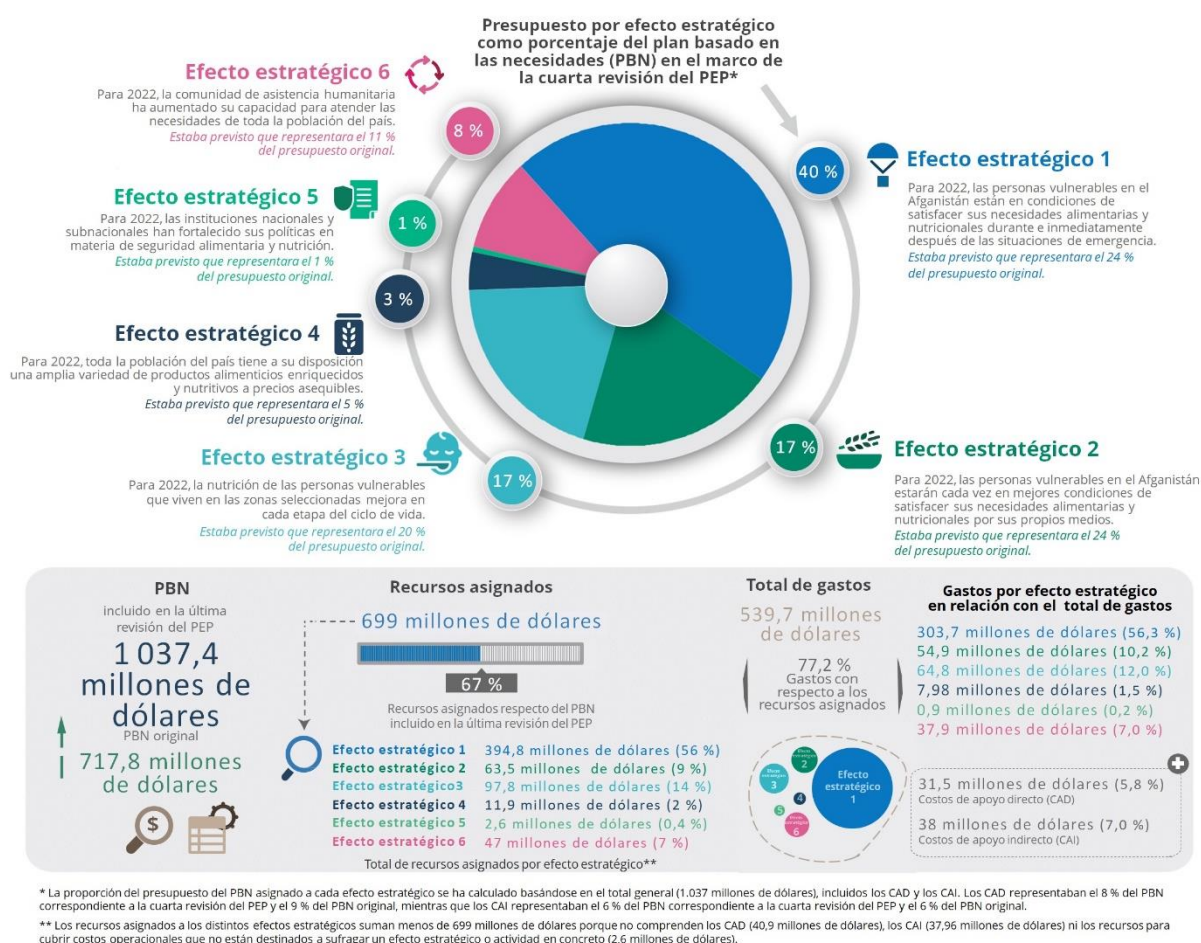 Presupuesto por efecto estratégico
como porcentaje del plan basado en
las necesidades (PBN) en el marco de
la cuarta revisión del PEP*
Efecto estratégico 6
Para 2022, la comunidad de asistencia humanitaria
ha aumentado su capacidad para atender las
necesidades de toda la población del país.
Estaba previsto que representara el 11 %
del presupuesto original.
8 %
Efecto estratégico 1
40 %
Para 2022, las personas vulnerables en el
Afganistán están en condiciones de
satisfacer sus necesidades alimentarias y
nutricionales durante e inmediatamente
después de las situaciones de emergencia.
Estaba previsto que representara el 24 %
del presupuesto original.
Efecto estratégico 5
Para 2022, las instituciones nacionales y
subnacionales han fortalecido sus políticas en
materia de seguridad alimentaria y nutrición.
Estaba previsto que representara el 1 %
del presupuesto original.
1 %
3 %
Efecto estratégico 4
Para 2022, toda la población del país tiene a su disposición
una amplia variedad de productos alimenticios enriquecidos
y nutritivos a precios asequibles.
Estaba previsto que representara el 5 %
del presupuesto original.
Efecto estratégico 3
Para 2022, la nutrición de las personas vulnerables
que viven en las zonas seleccionadas mejora en
cada etapa del ciclo de vida.
Estaba previsto que representara el 20 %
del presupuesto original.
17 %
17 %
Efecto estratégico 2
Para 2022, las personas vulnerables en el Afganistán
estarán cada vez en mejores condiciones de
satisfacer sus necesidades alimentarias y
nutricionales por sus propios medios.
Estaba previsto que representara el 24 %
del presupuesto original.
PBN
incluido en la última
revisión del PEP
1 037,4
millones de
dólares
PBN original
717,8 millones
de dólares
$
Recursos asignados
699 millones de dólares
67 %
Recursos asignados respecto del PBN
incluido en la última revisión del PEP
Efecto estratégico 1 394,8 millones de dólares (56 %)
Efecto estratégico 2 63,5 millones de dólares (9 %)
Efecto estratégico3 97,8 millones de dólares (14 %)
Efecto estratégico 4 11,9 millones de dólares (2 %)
Efecto estratégico 5 2,6 millones de dólares (0,4 %)
Efecto estratégico 6 47 millones de dólares (7 %)
Total de recursos asignados por efecto estratégico**
Total de gastos
539,7 millones
de dólares
77,2 %
Gastos con
respecto a los
recursos asignados
Efecto
estratégico
1
Efecto
estratégico
2
Efecto
estratégico
3
4
5
Efecto
estratégico
6
Gastos por efecto estratégico
en relación con el total de gastos
303,7 millones de dólares (56,3 %)
54,9 millones de dólares (10,2 %)
64,8 millones de dólares (12,0 %)
7,98 millones de dólares (1,5 %)
0,9 millones de dólares (0,2 %)
37,9 millones de dólares (7,0 %)
31,5 millones de dólares (5,8 %)
Costos de apoyo directo (CAD)
38 millones de dólares (7,0 %)
Costos de apoyo indirecto (CAI)
* La proporción del presupuesto del PBN asignado a cada efecto estratégico se ha calculado basándose en el total general (1.037 millones de dólares), incluidos los CAD y los CAI. Los CAD representaban el 8 % del PBN
correspondiente a la cuarta revisión del PEP y el 9 % del PBN original, mientras que los CAI representaban el 6 % del PBN correspondiente a la cuarta revisión del PEP y el 6 % del PBN original.
** Los recursos asignados a los distintos efectos estratégicos suman menos de 699 millones de dólares porque no comprenden los CAD (40,9 millones de dólares), los CAI (37,96 millones de dólares) ni los recursos para
cubrir costos operacionales que no están destinados a sufragar un efecto estratégico o actividad en concreto (2,6 millones de dólares).